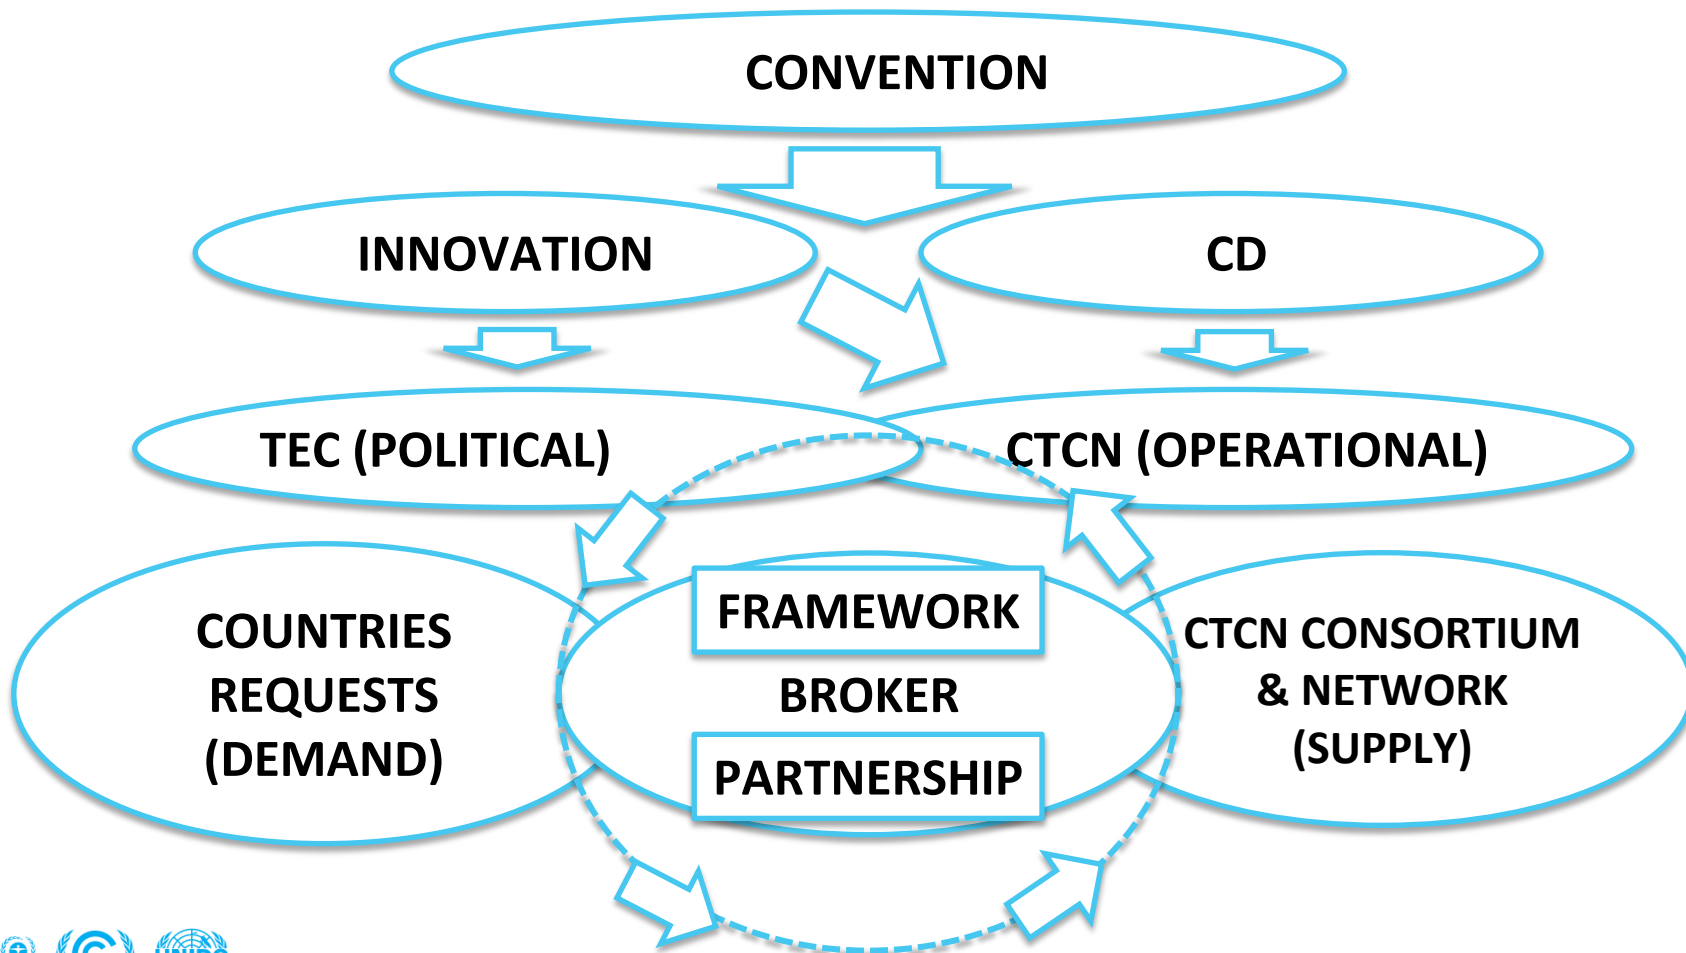 CONVENTION
INNOVATION
CD
TEC (POLITICAL)
CTCN (OPERATIONAL)
COUNTRIES
REQUESTS
(DEMAND)
FRAMEWORK
BROKER
PARTNERSHIP
CTCN CONSORTIUM
& NETWORK
(SUPPLY)